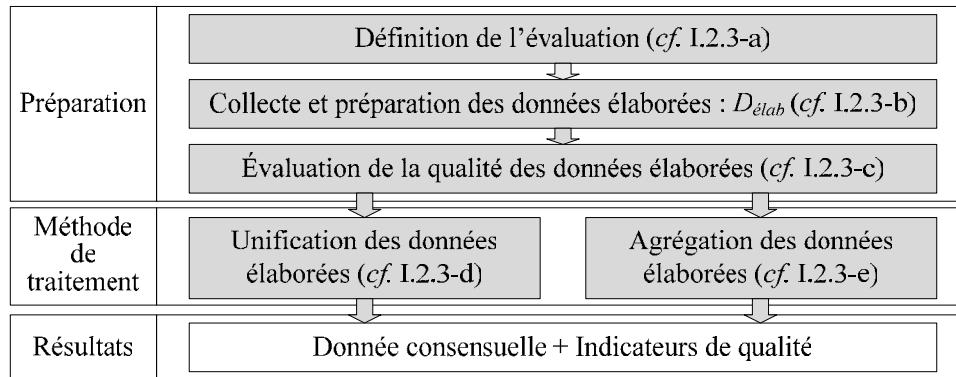 Définition de l'évaluation (cf. I.2.3-a)
Préparation
Collecte et préparation des données élaborées : Délab (cf. I.2.3-b)
Évaluation de la qualité des données élaborées (cf. I.2.3-c)
Méthode
de
traitement
Unification des données
élaborées (cf. I.2.3-d)
Agrégation des données
élaborées (cf. I.2.3-e)
Résultats
Donnée consensuelle + Indicateurs de qualité